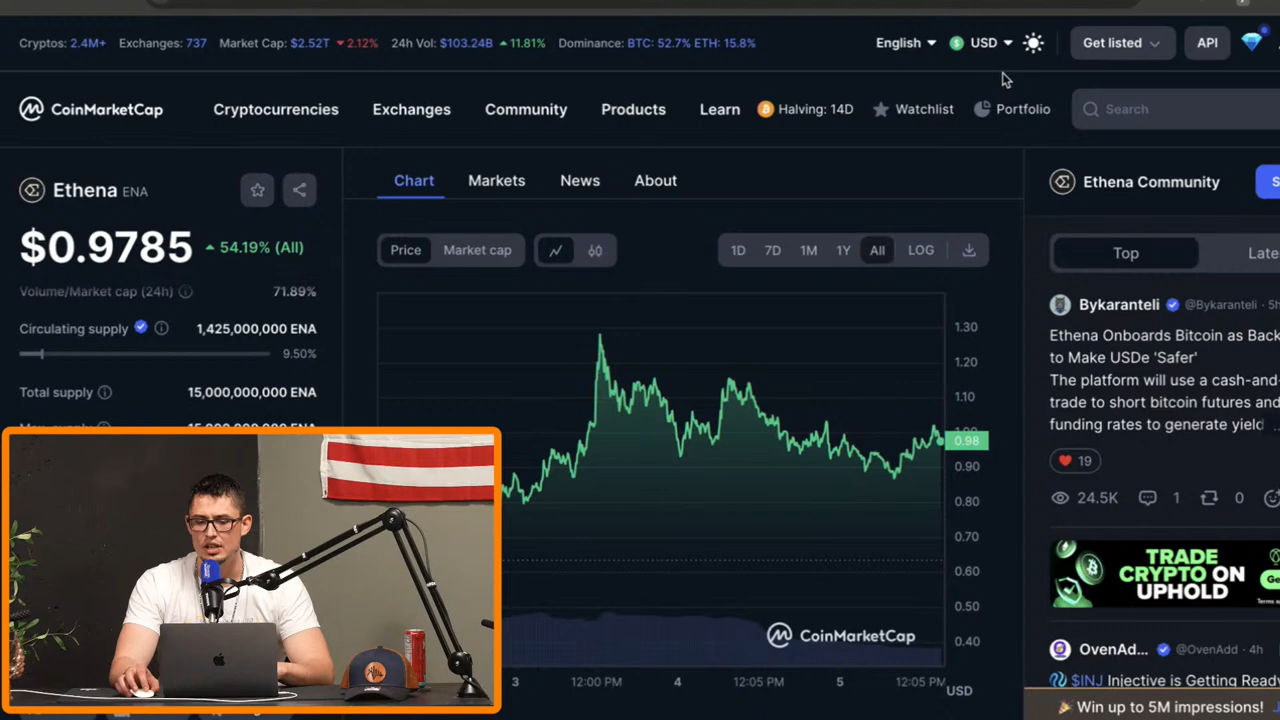 Cryptos: 2.4M+ Exchanges: 737 Market Cap: $2.52T 2.12% 24h Vol: $103.24B 11.81% Dominance: BTC: 52.7% ETH: 15.8%
English USD Get listed API
CoinMarketCap Cryptocurrencies Exchanges Community Products Learn Halving: 14D Watchlist Portfolio Search
Ethena ENA
$0.9785 54.19% (All)
Volume/Market cap (24h) 71.89%
Circulating supply 1,425,000,000 ENA
9.50%
Total supply 15,000,000,000 ENA
Chart Markets News About
Price Market cap
1D 7D 1M 1Y All LOG
1.30
1.20
1.10
0.98
0.90
0.80
0.70
0.60
0.50
0.40
CoinMarketCap
3 12:00 PM 4 12:05 PM 5 12:05 PM
USD
Ethena Community
Top
Bykaranteli @Bykaranteli
Ethena Onboards Bitcoin as
to Make USDe 'Safer'
The platform will use a cash-and-
trade to short bitcoin futures and
funding rates to generate yield
19
24.5K 1 0
TRADE
CRYPTO ON
UPHOLD
OvenAd... @OvenAdd · 4h
$INJ Injective is Getting
Win up to 5M impressions!